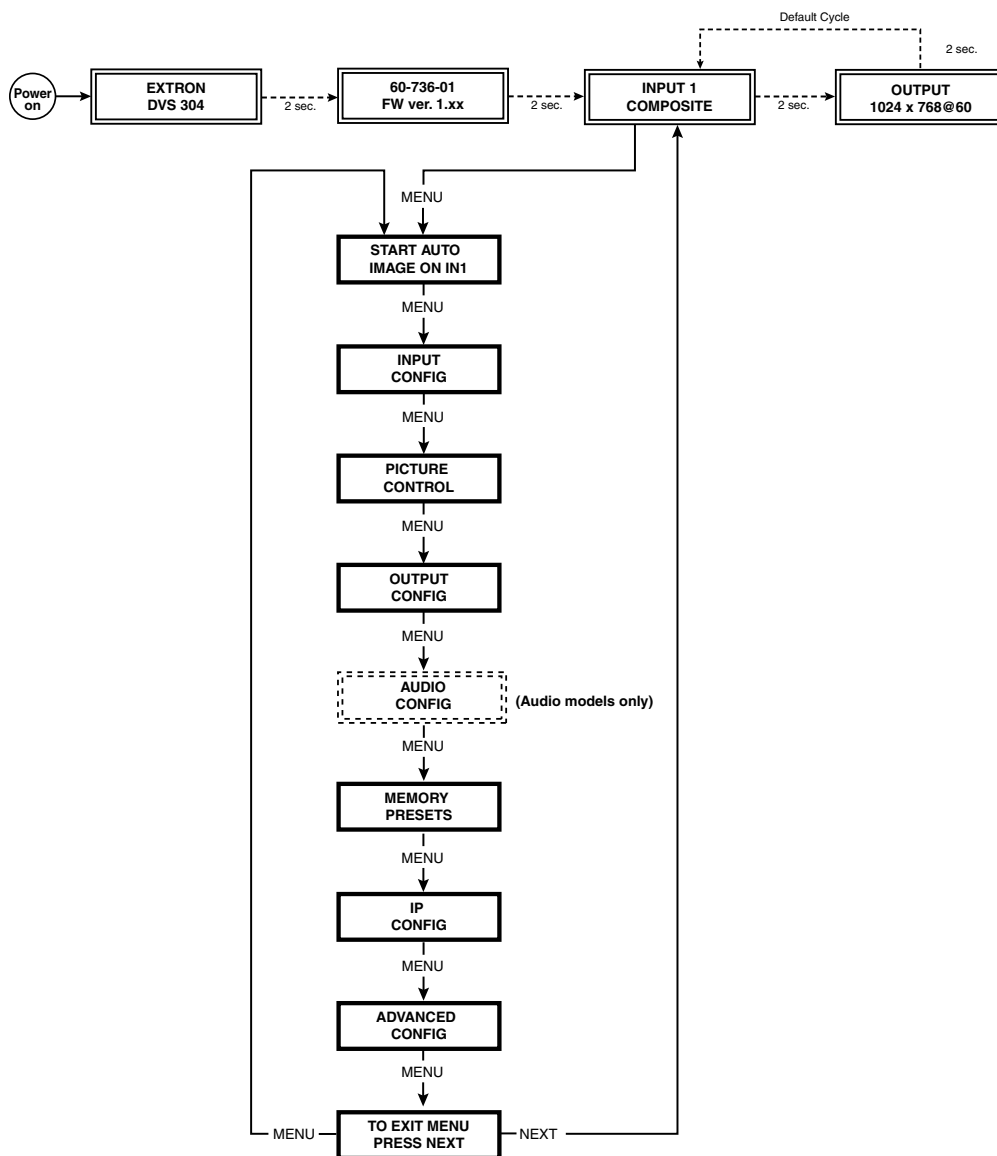 Default Cycle
2 sec.
Power
on
EXTRON
DVS 304
2 sec.
60-736-01
FW ver. 1.xx
2 sec.
INPUT 1
COMPOSITE
2 sec.
OUTPUT
1024 x 768@60
MENU
START AUTO
IMAGE ON IN1
MENU
INPUT
CONFIG
MENU
PICTURE
CONTROL
MENU
OUTPUT
CONFIG
MENU
AUDIO
CONFIG
(Audio models only)
MENU
MEMORY
PRESETS
MENU
IP
CONFIG
MENU
ADVANCED
CONFIG
MENU
MENU
TO EXIT MENU
PRESS NEXT
NEXT